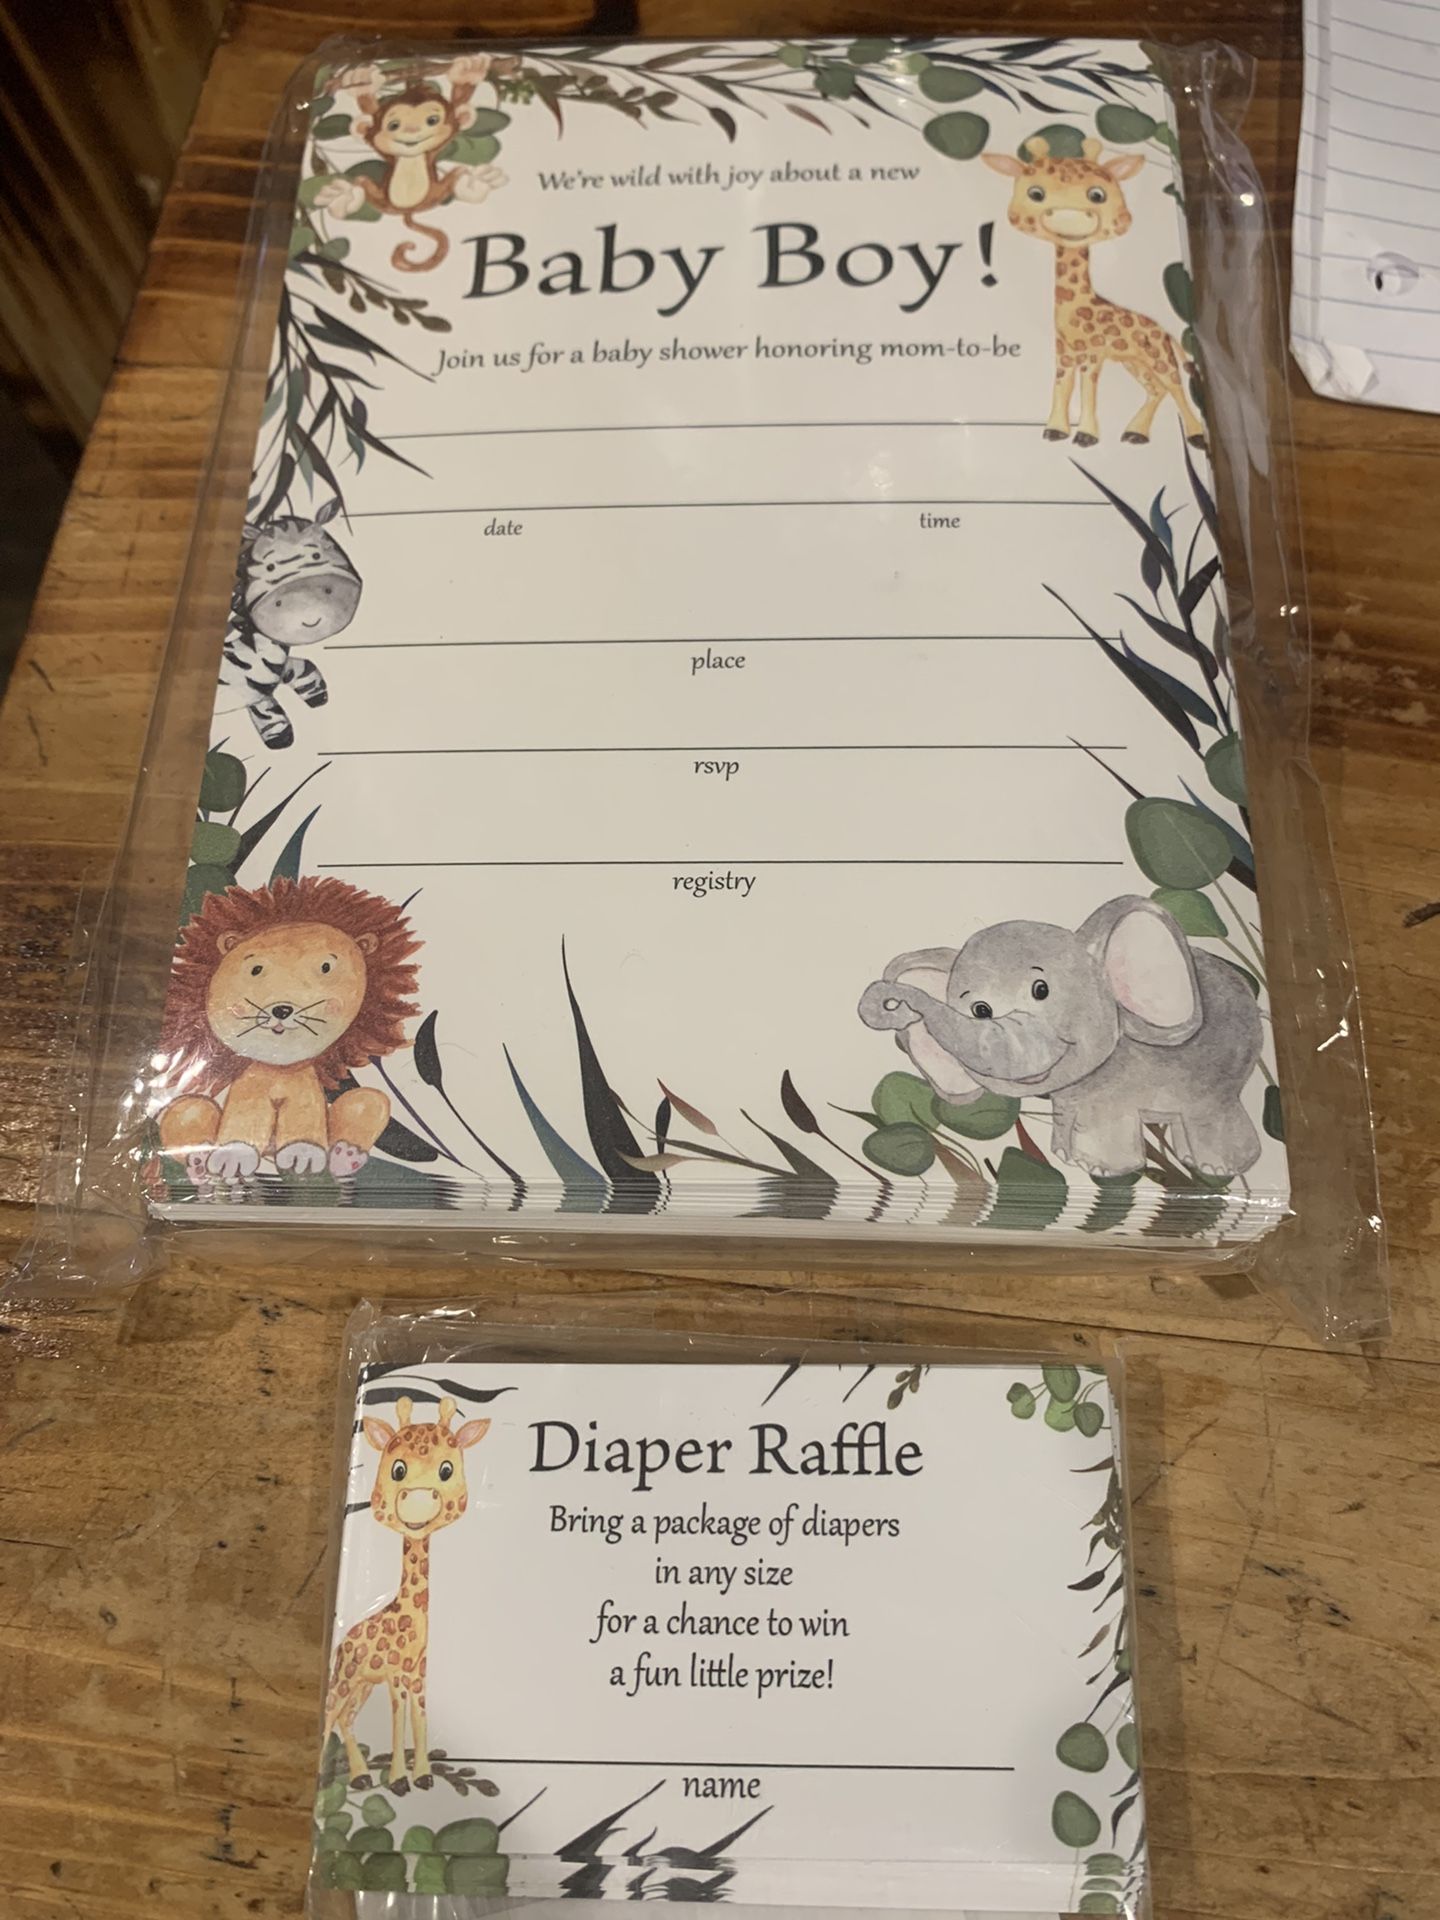 We're wild with joy about a new
Baby Boy!
Join us for a baby shower honoring mom-to-be
date time
place
rsvp
registry
Diaper Raffle
Bring a package of diapers
in any size
for a chance to win
a fun little prize!
name